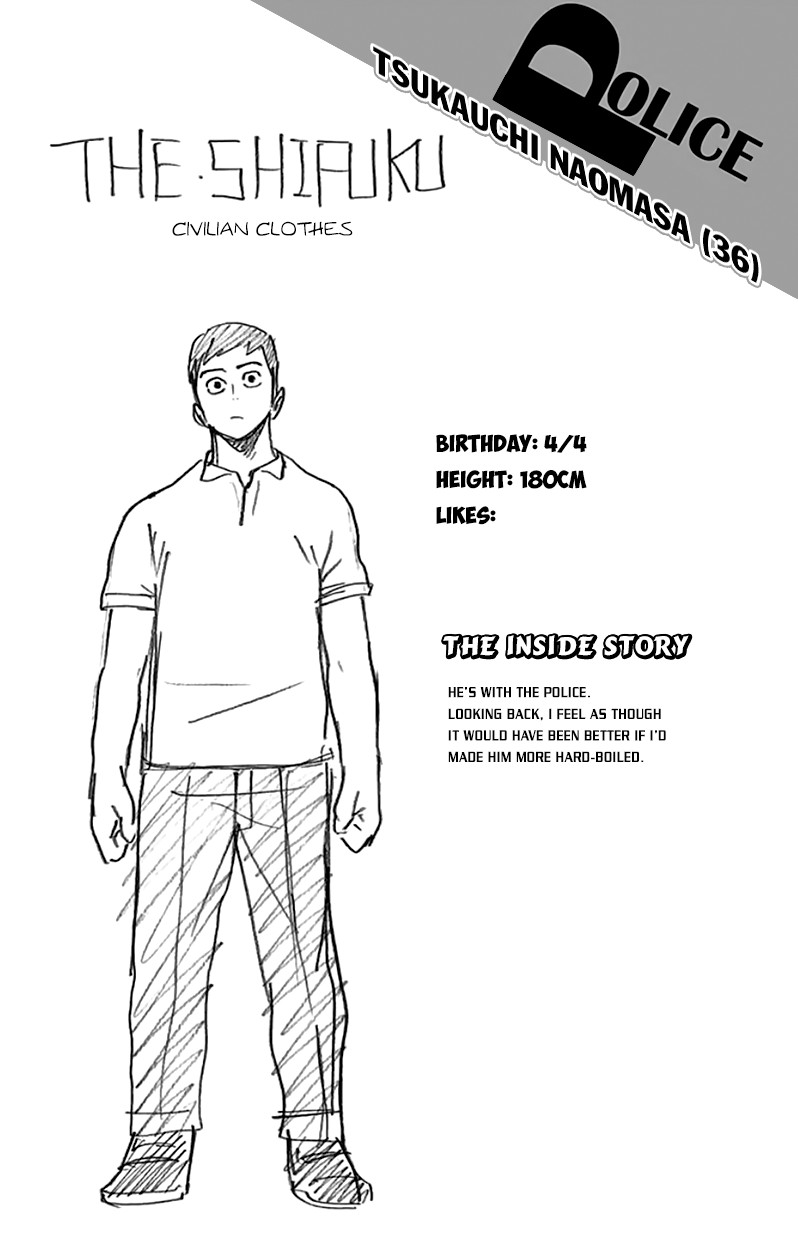 POLICE
TSUKAUCHI NAOMASA (36)
THE·SHIFUKU
CIVILIAN CLOTHES
BIRTHDAY: 4/4
HEIGHT: 180CM
LIKES:
THE INSIDE STORY
HE'S WITH THE POLICE.
LOOKING BACK, I FEEL AS THOUGH
IT WOULD HAVE BEEN BETTER IF I'D
MADE HIM MORE HARD-BOILED.